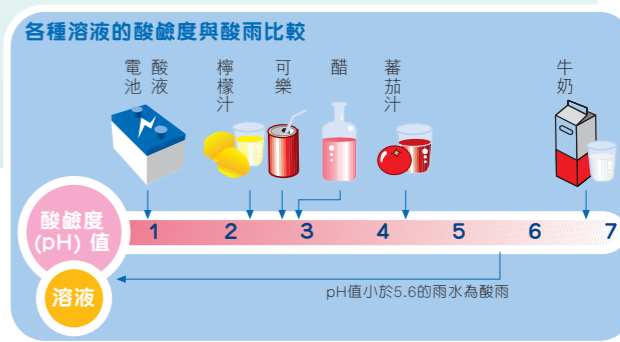 各種溶液的酸鹼度與酸雨比較
電池酸液
檸檬汁
可樂
醋
蕃茄汁
牛奶
酸鹼度
(pH) 值
1 2 3 4 5 6 7
溶液
pH值小於5.6的雨水為酸雨